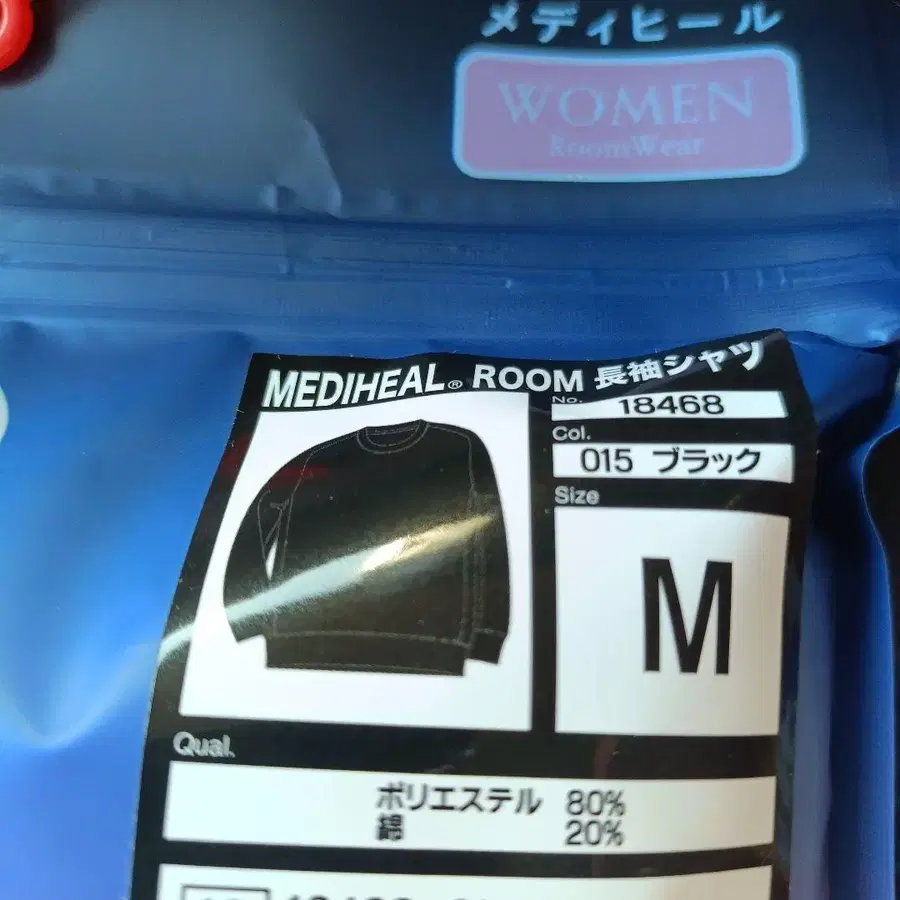 メディヒール
WOMEN
RoomWear
MEDIHEAL® ROOM 長袖シャツ
No. 18468
Col.
015 ブラック
Size
M
Qual.
ポリエステル 80%
綿 20%